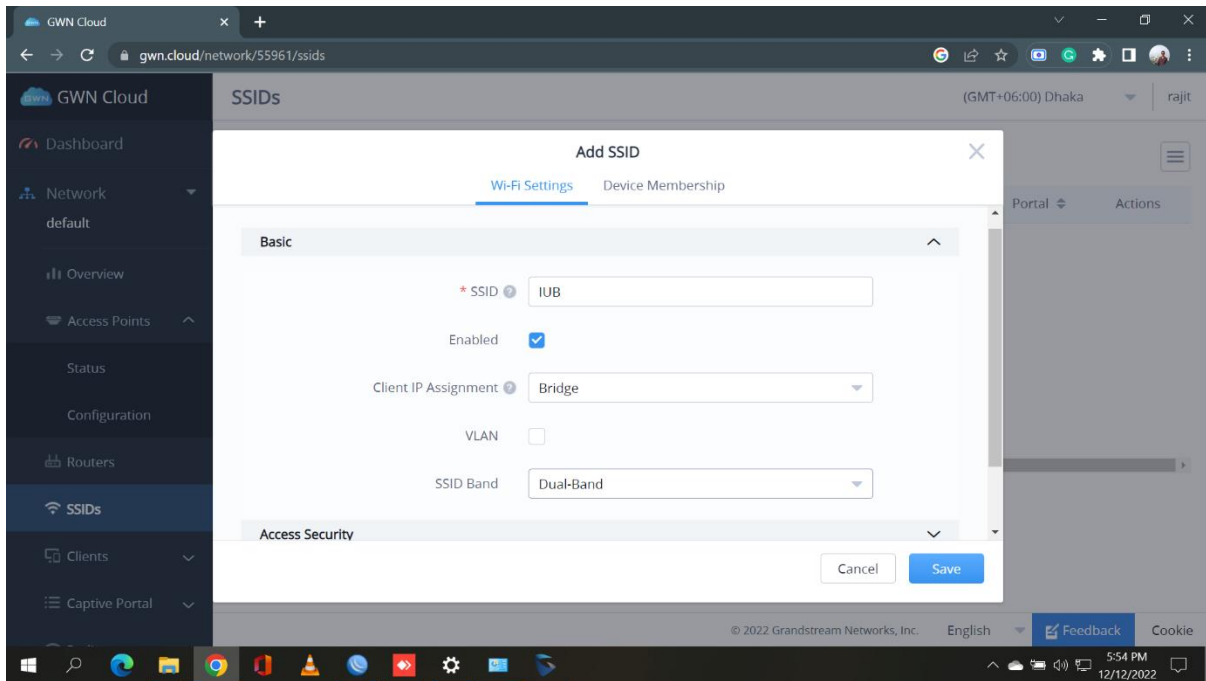 GWN Cloud
gwn.cloud/network/55961/ssids
GWN GWN Cloud
SSIDs
(GMT+06:00) Dhaka
rajit
Dashboard
Network
default
Overview
Access Points
Status
Configuration
Routers
SSIDs
Clients
Captive Portal
Add SSID
Wi-Fi Settings Device Membership
Portal Actions
Basic
* SSID IUB
Enabled
Client IP Assignment Bridge
VLAN
SSID Band Dual-Band
Access Security
Cancel Save
© 2022 Grandstream Networks, Inc. English Feedback Cookie
5:54 PM
12/12/2022